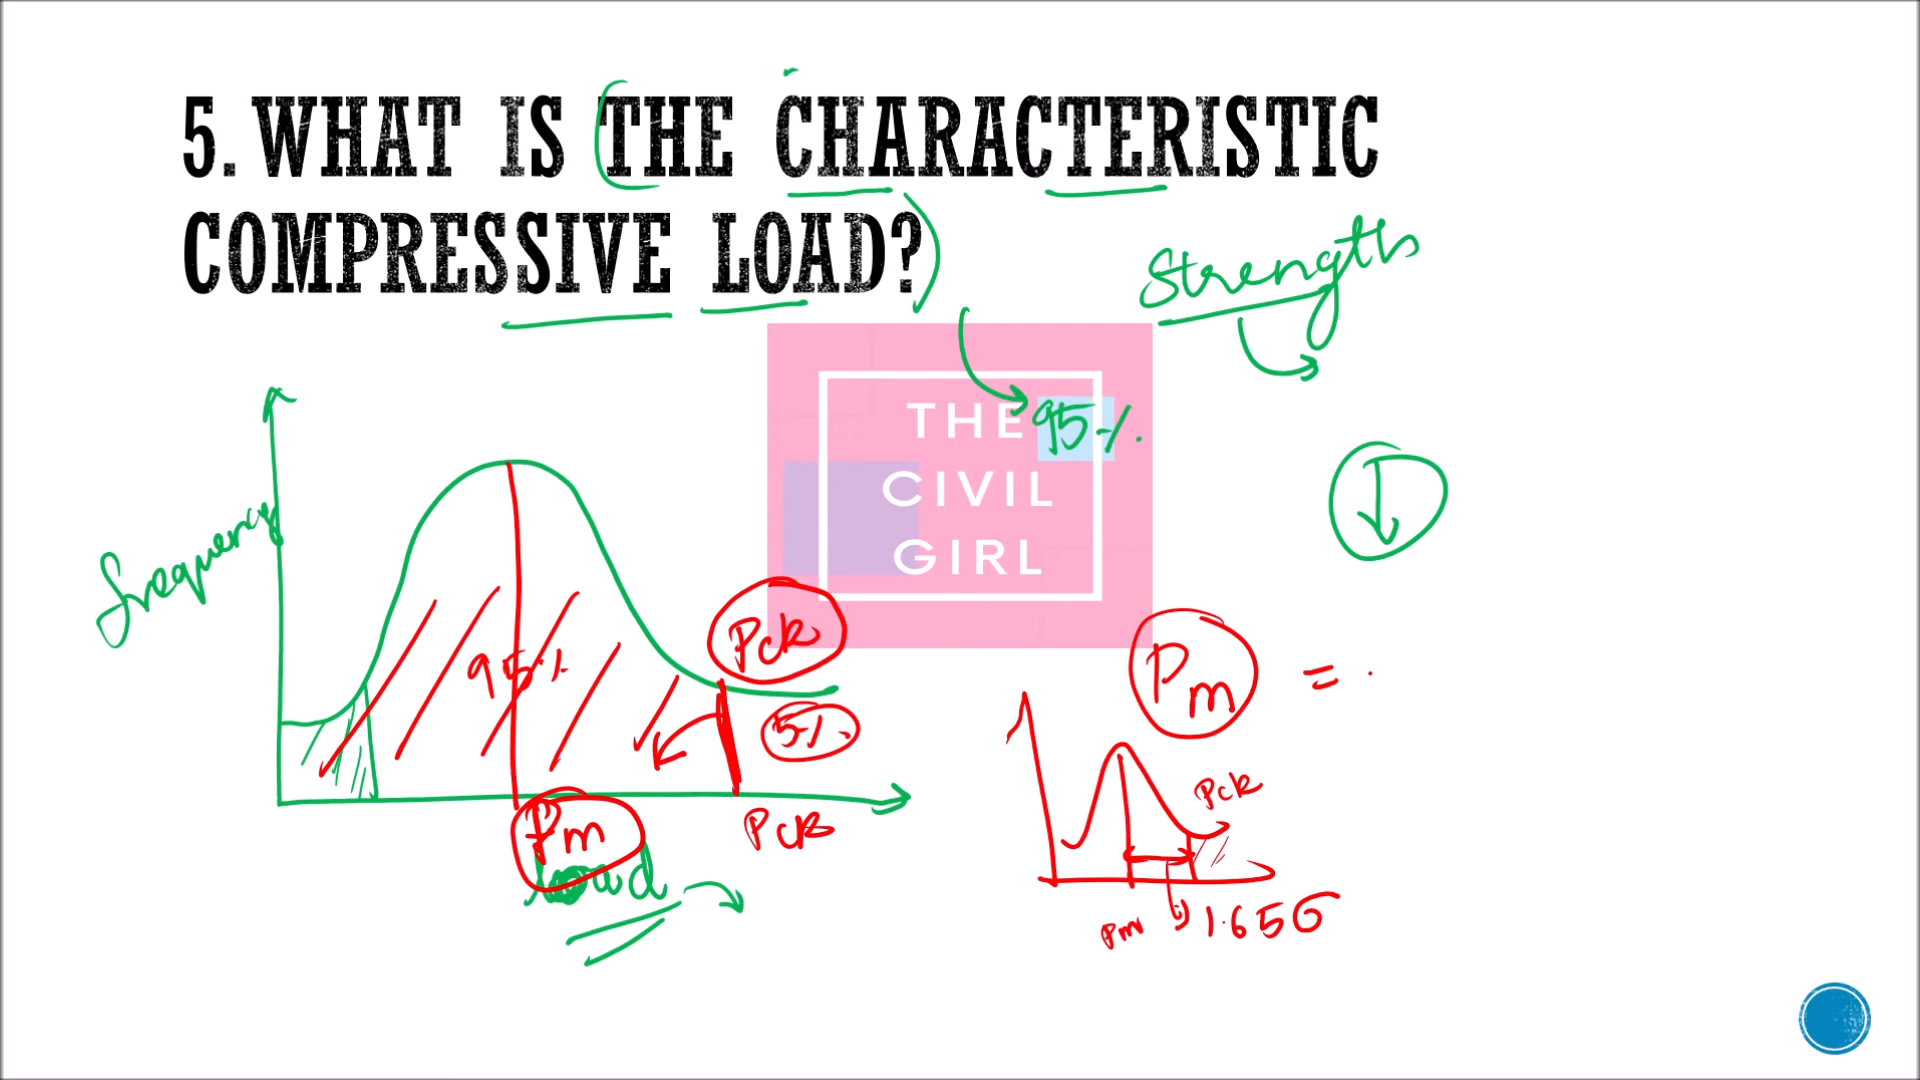 5. WHAT IS THE CHARACTERISTIC
COMPRESSIVE LOAD?
Strength
THE
CIVIL
GIRL
95%.
frequency
95%
Pck
5%.
Pm
Pck
load
Pm = .
Pck
Pm
1.65σ